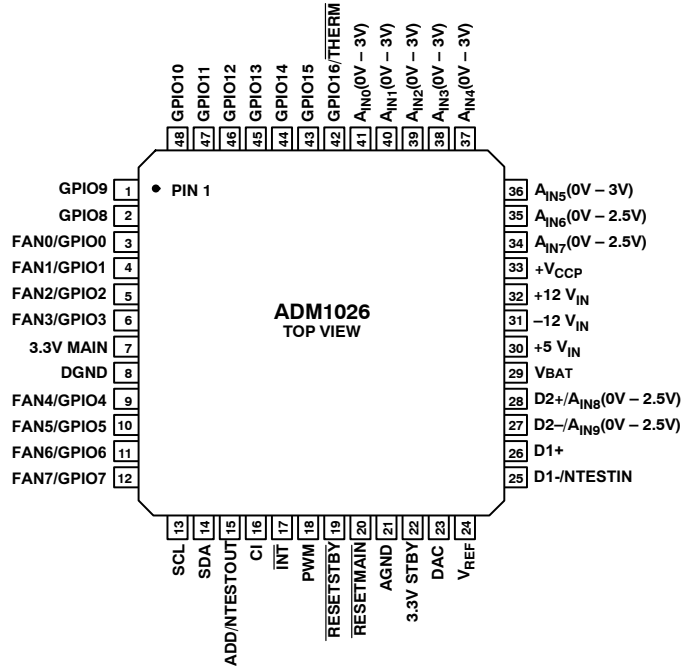 GPIO10
GPIO11
GPIO12
GPIO13
GPIO14
GPIO15
GPIO16/THERM
AIN0(0V – 3V)
AIN1(0V – 3V)
AIN2(0V – 3V)
AIN3(0V – 3V)
AIN4(0V – 3V)
48
47
46
45
44
43
42
41
40
39
38
37
GPIO9 1
GPIO8 2
FAN0/GPIO0 3
FAN1/GPIO1 4
FAN2/GPIO2 5
FAN3/GPIO3 6
3.3V MAIN 7
DGND 8
FAN4/GPIO4 9
FAN5/GPIO5 10
FAN6/GPIO6 11
FAN7/GPIO7 12
PIN 1
ADM1026
TOP VIEW
36 AIN5(0V – 3V)
35 AIN6(0V – 2.5V)
34 AIN7(0V – 2.5V)
33 +VCCP
32 +12 VIN
31 –12 VIN
30 +5 VIN
29 VBAT
28 D2+/AIN8(0V – 2.5V)
27 D2–/AIN9(0V – 2.5V)
26 D1+
25 D1-/NTESTIN
13
14
15
16
17
18
19
20
21
22
23
24
SCL
SDA
ADD/NTESTOUT
CI
INT
PWM
RESETSTBY
RESETMAIN
AGND
3.3V STBY
DAC
VREF